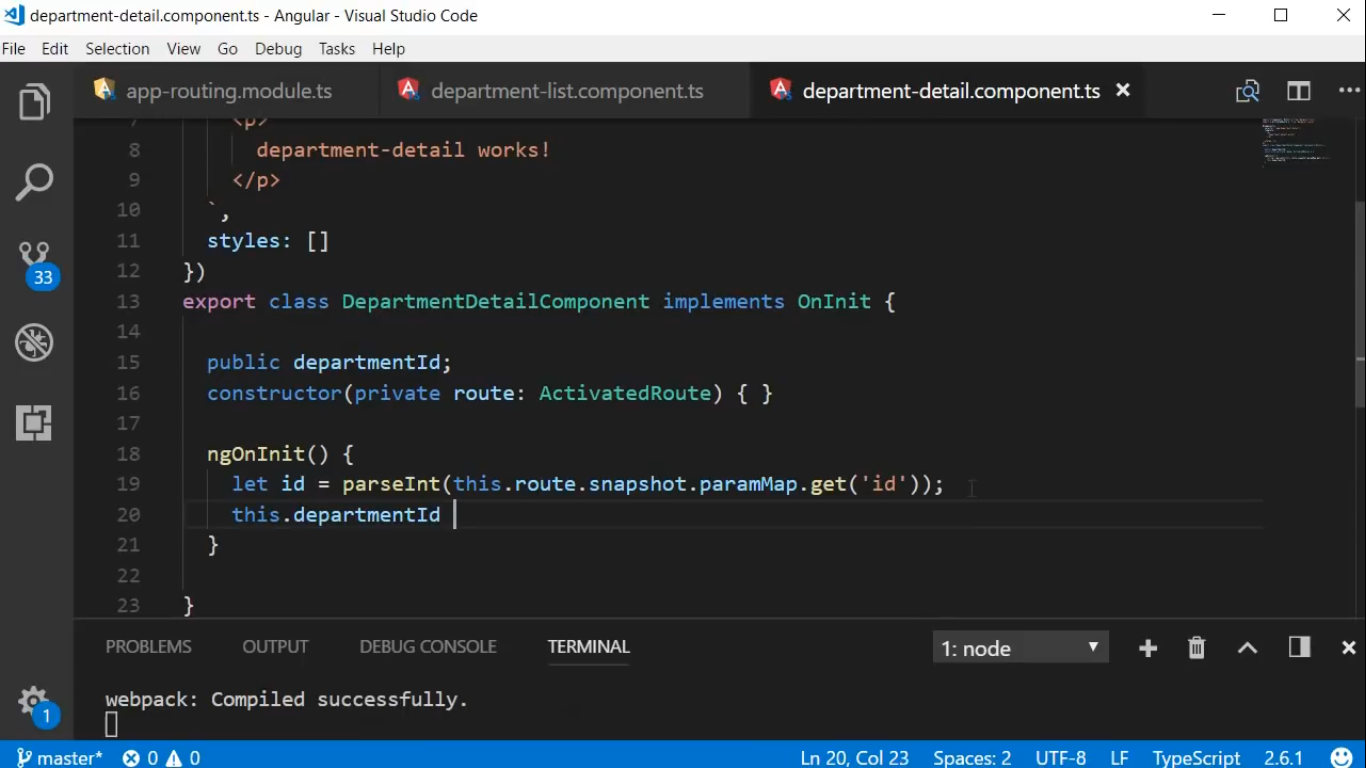 department-detail.component.ts - Angular - Visual Studio Code
File Edit Selection View Go Debug Tasks Help
app-routing.module.ts department-list.component.ts department-detail.component.ts
7 <p>
8 department-detail works!
9 </p>
10 `,
11 styles: []
12 })
13 export class DepartmentDetailComponent implements OnInit {
14
15 public departmentId;
16 constructor(private route: ActivatedRoute) { }
17
18 ngOnInit() {
19 let id = parseInt(this.route.snapshot.paramMap.get('id'));
20 this.departmentId
21 }
22
23 }
33
PROBLEMS OUTPUT DEBUG CONSOLE TERMINAL 1: node
webpack: Compiled successfully.
1
master* 0 0 Ln 20, Col 23 Spaces: 2 UTF-8 LF TypeScript 2.6.1